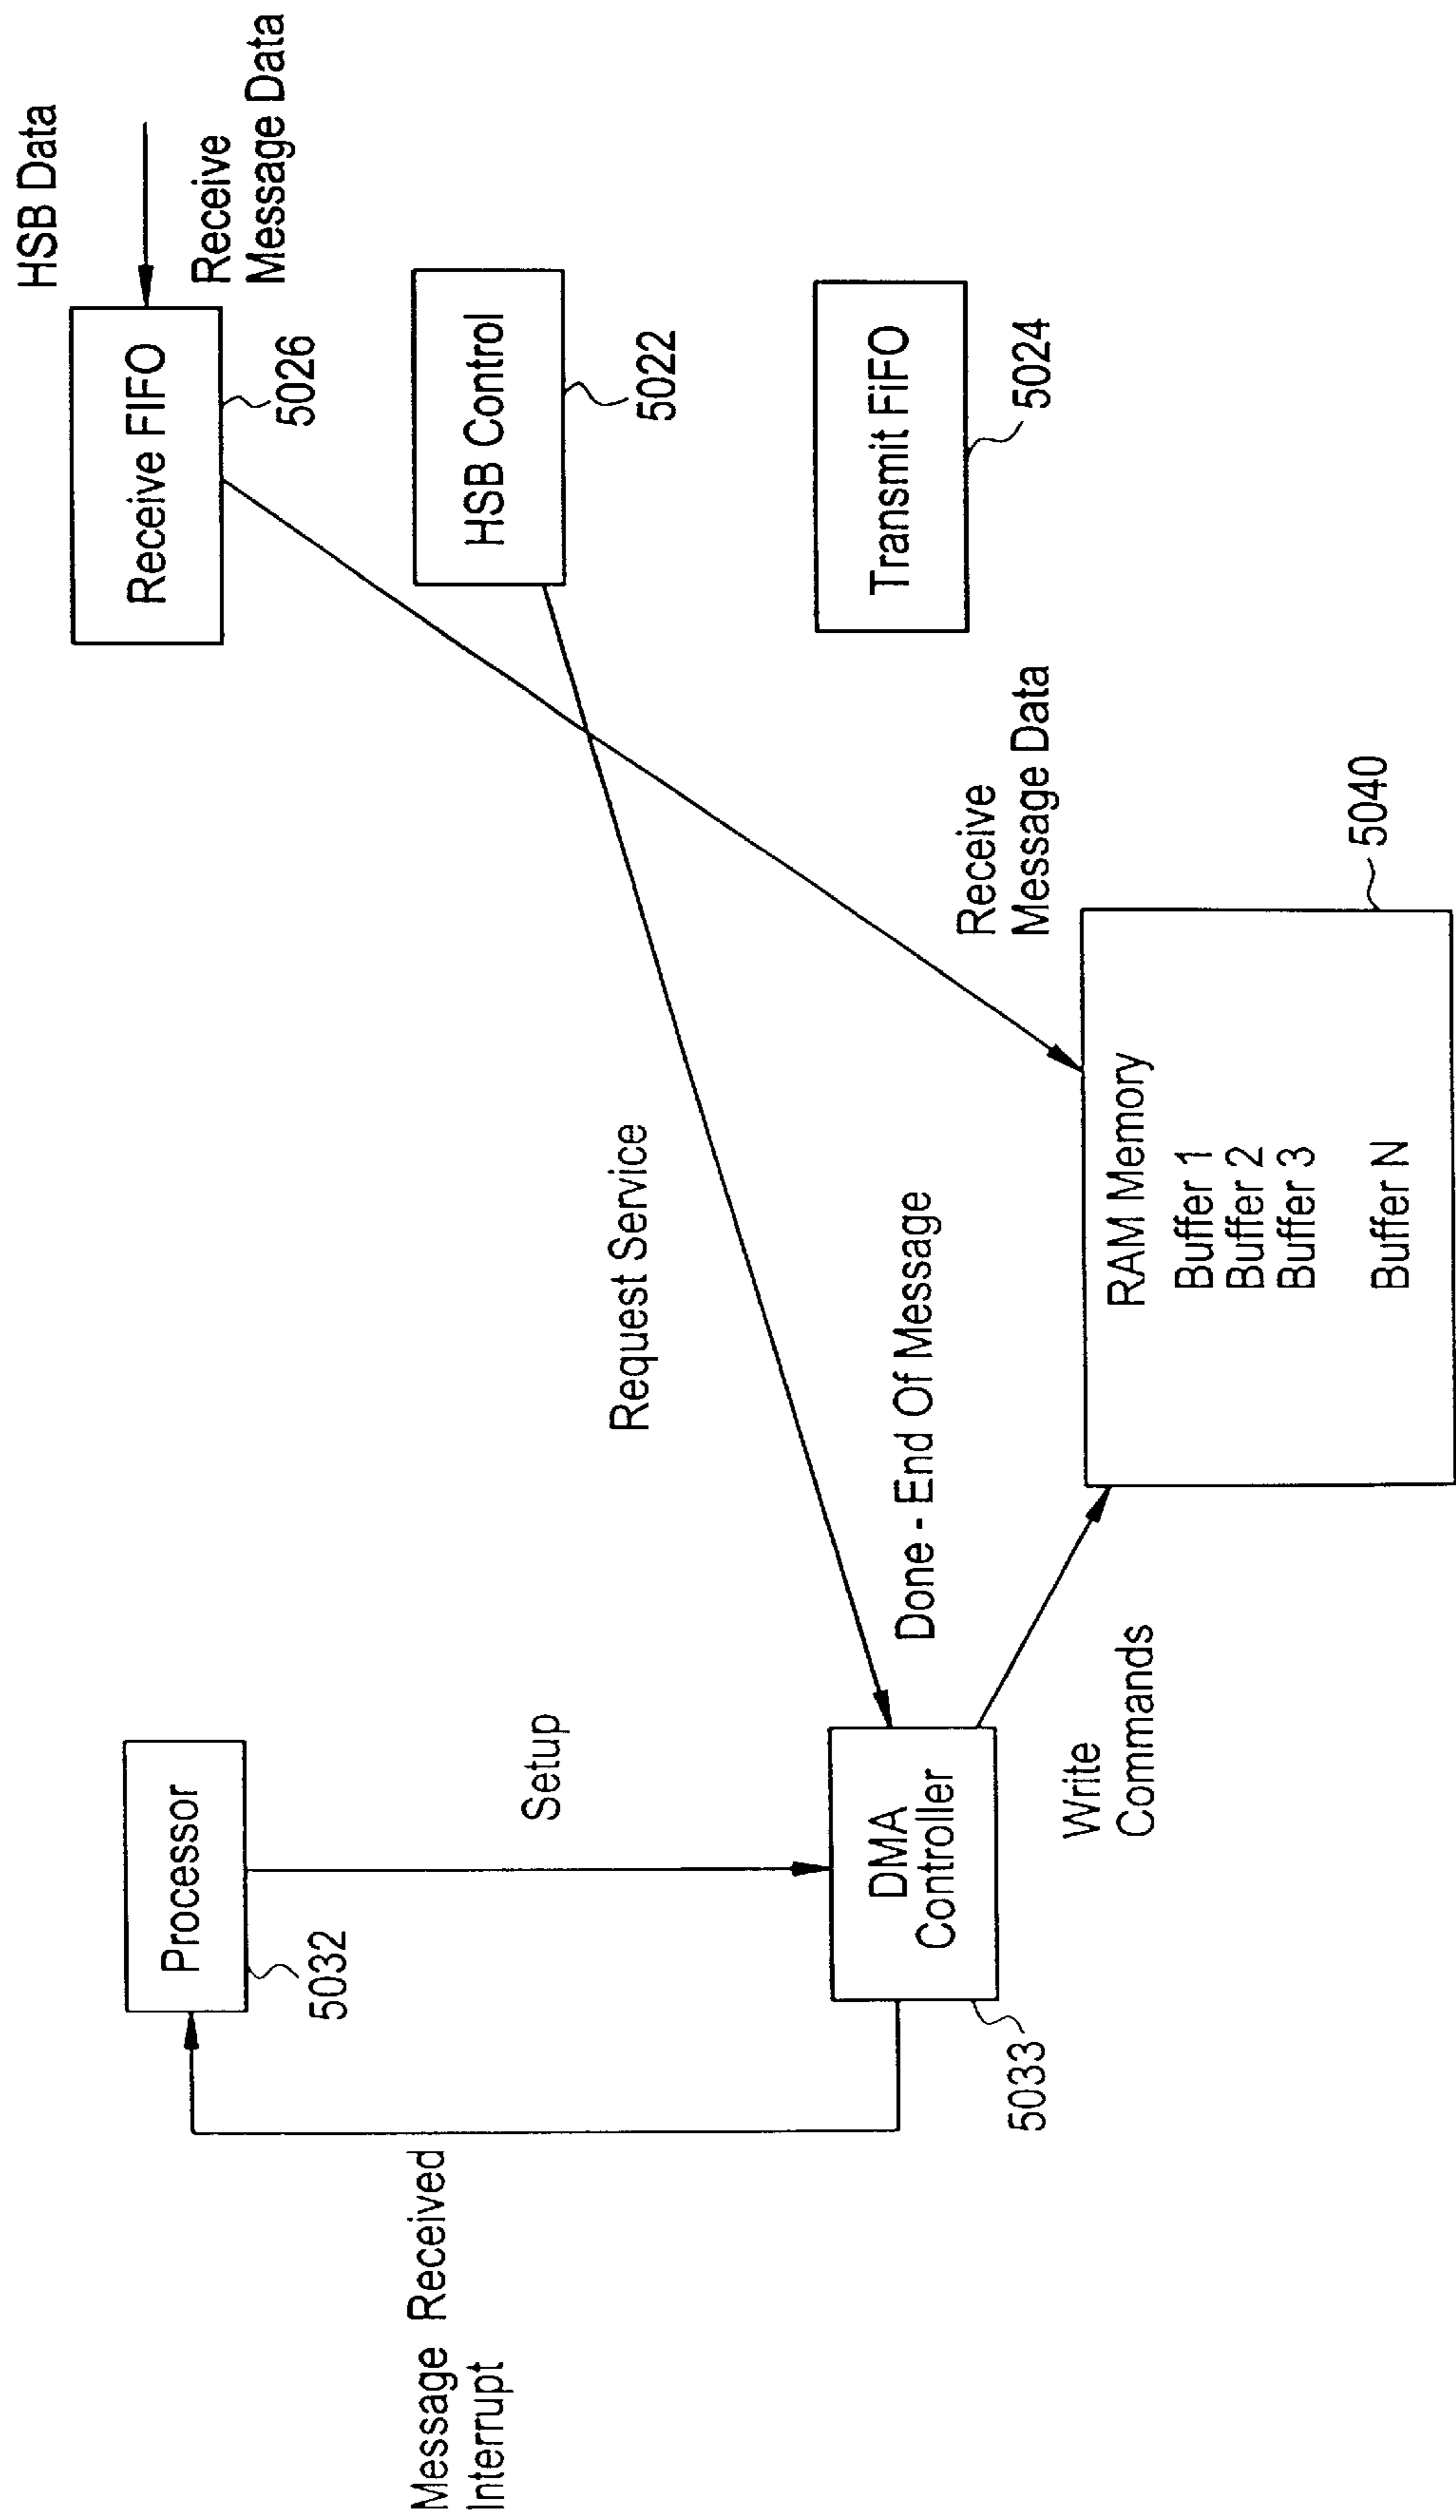 HSB Data
Receive
Message Data
Receive FIFO
5026
HSB Control
5022
Transmit FiFO
5024
Processor
5032
Setup
Message Received
Interrupt
Request Service
Done - End Of Message
DMA
Controller
5033
Write
Commands
Receive
Message Data
RAM Memory
Buffer 1
Buffer 2
Buffer 3
Buffer N
5040